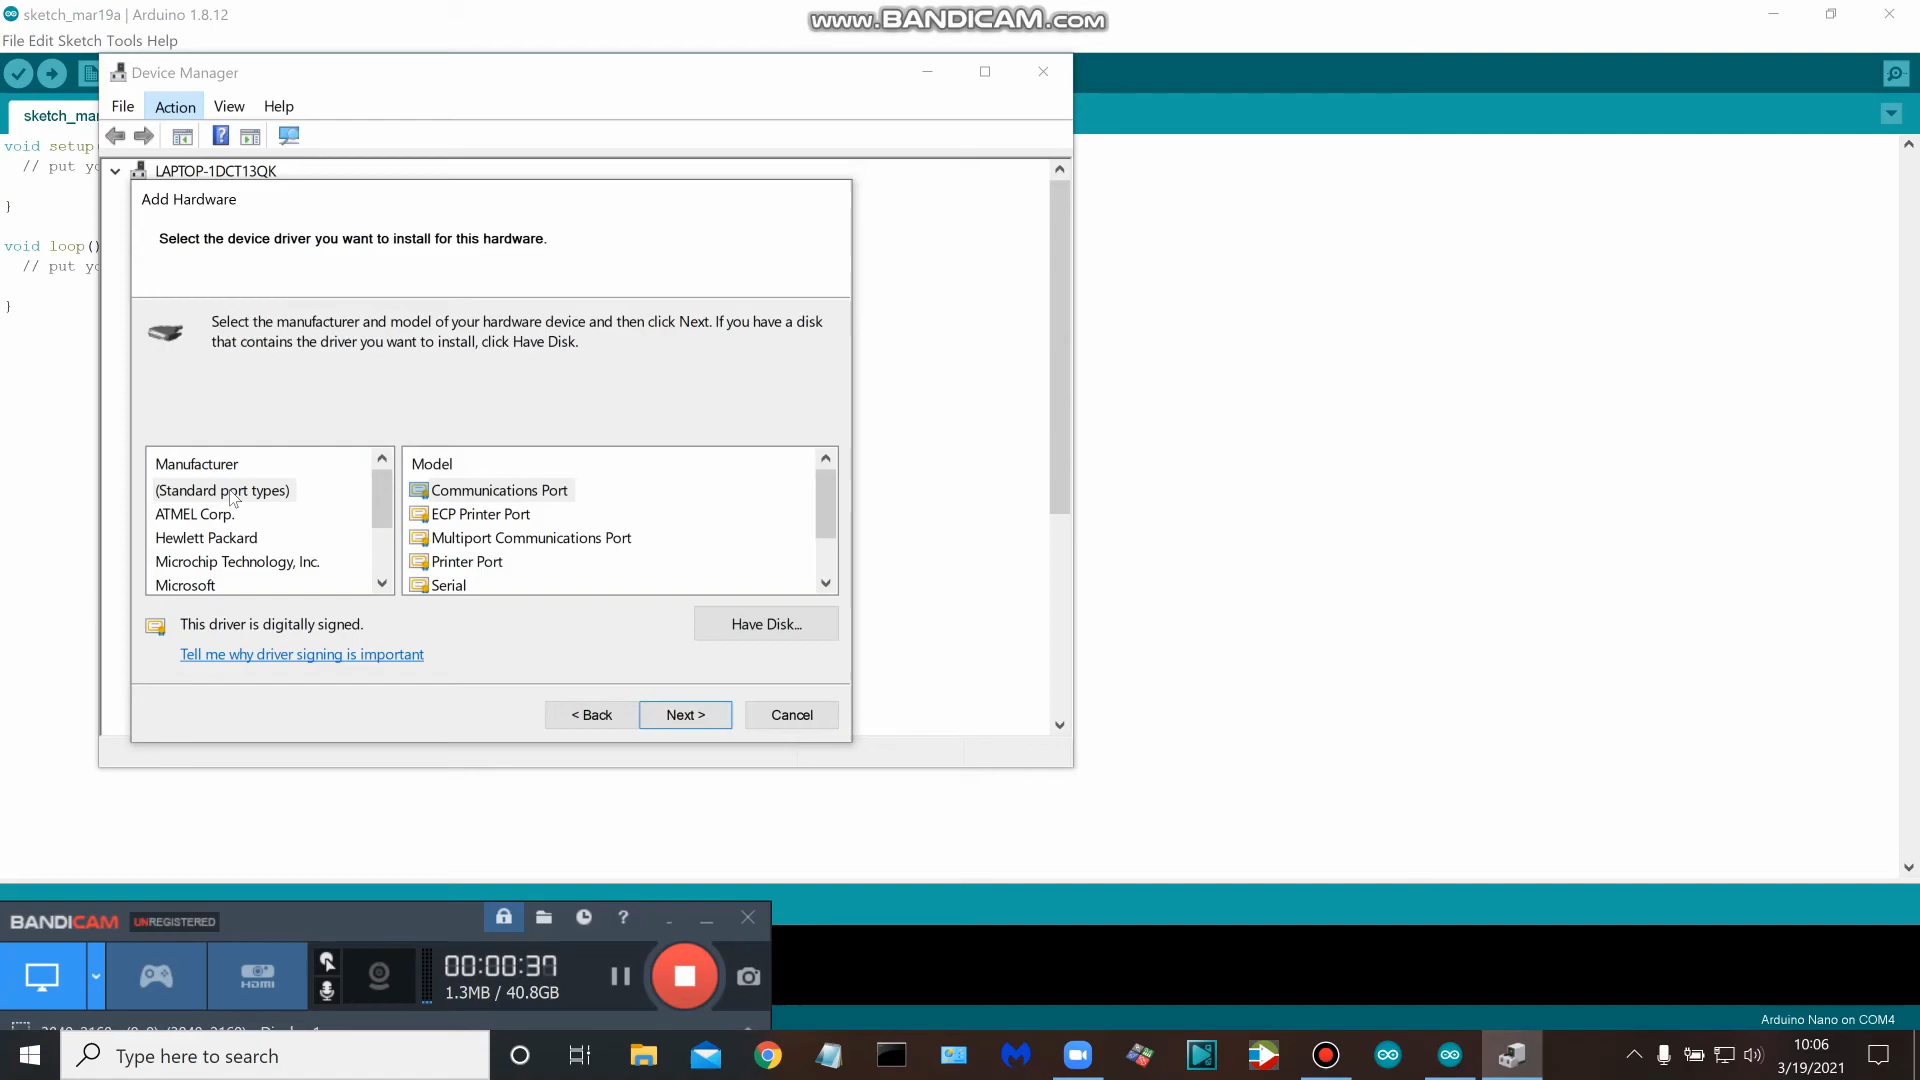 sketch_mar19a | Arduino 1.8.12
www.BANDICAM.com
File Edit Sketch Tools Help
Device Manager
File Action View Help
sketch_mar
LAPTOP-1DCT13QK
void setup
// put yo
}
void loop()
// put yo
}
Add Hardware
Select the device driver you want to install for this hardware.
Select the manufacturer and model of your hardware device and then click Next. If you have a disk
that contains the driver you want to install, click Have Disk.
Manufacturer
(Standard port types)
ATMEL Corp.
Hewlett Packard
Microchip Technology, Inc.
Microsoft
Model
Communications Port
ECP Printer Port
Multiport Communications Port
Printer Port
Serial
This driver is digitally signed.
Have Disk...
Tell me why driver signing is important
< Back
Next >
Cancel
BANDICAM UNREGISTERED
HDMI
00:00:37
1.3MB / 40.8GB
Arduino Nano on COM4
Type here to search
10:06
3/19/2021